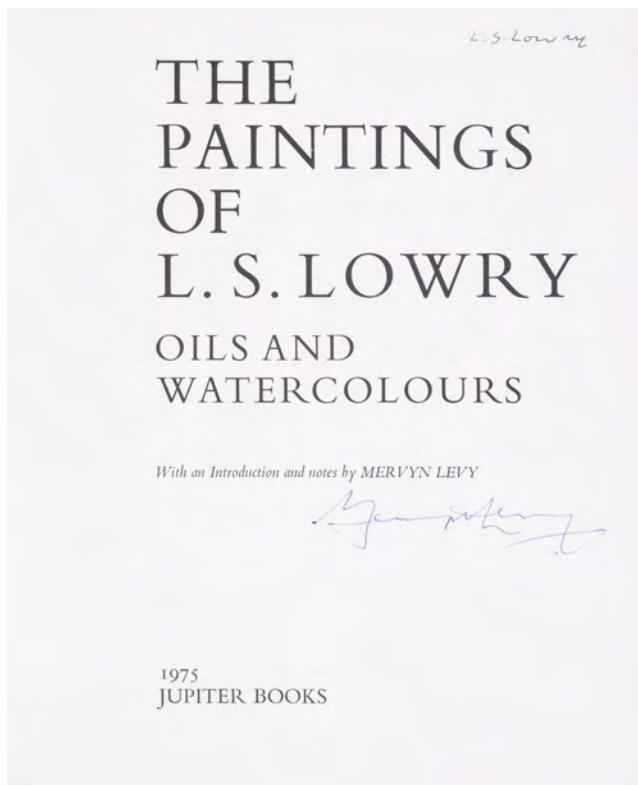 L.S. Lowry
THE
PAINTINGS
OF
L. S. LOWRY
OILS AND
WATERCOLOURS
With an Introduction and notes by MERVYN LEVY
1975
JUPITER BOOKS